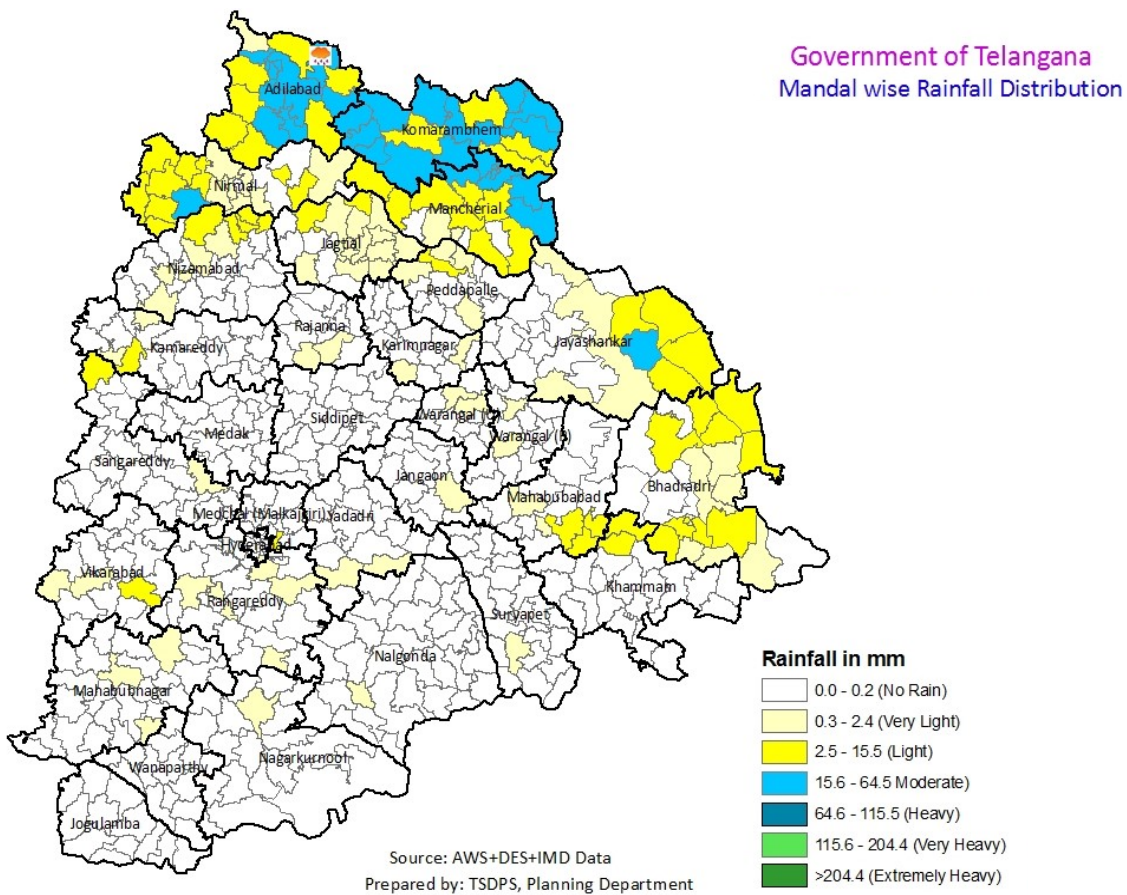 Government of Telangana
Mandal wise Rainfall Distribution
Adilabad
Komarambhem
Nirmal
Mancherial
Jagtial
Nizamabad
Peddapalle
Rajanna
Jayashankar
Kamareddy
Karimnagar
Siddipet
Warangal (U)
Medak
Warangal (R)
Sangareddy
Jangaon
Bhadradri
Mahabubabad
Medchal (Malkajgiri)
Yadadri
Hyderabad
Vikarabad
Rangareddy
Khammam
Suryapet
Nalgonda
Mahabubnagar
Nagarkurnool
Wanaparthy
Jogulamba
Rainfall in mm
0.0 - 0.2 (No Rain)
0.3 - 2.4 (Very Light)
2.5 - 15.5 (Light)
15.6 - 64.5 Moderate)
64.6 - 115.5 (Heavy)
115.6 - 204.4 (Very Heavy)
>204.4 (Extremely Heavy)
Source: AWS+DES+IMD Data
Prepared by: TSDPS, Planning Department